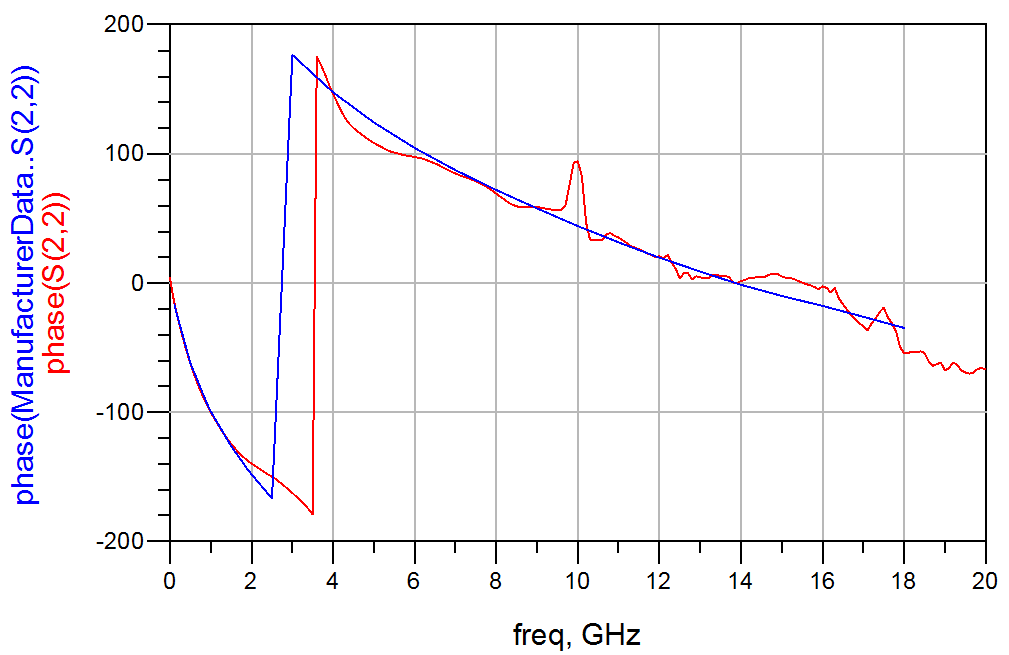 phase(ManufacturerData..S(2,2))
phase(S(2,2))
200
100
0
-100
-200
0 2 4 6 8 10 12 14 16 18 20
freq, GHz